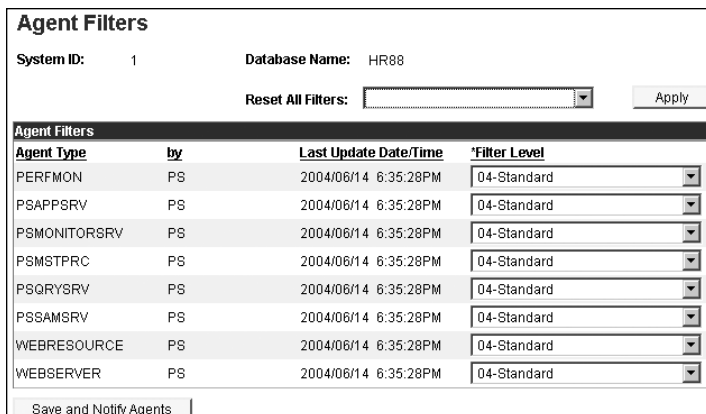 Agent Filters
System ID: 1 Database Name: HR88
Reset All Filters: Apply
Agent Filters
Agent Type by Last Update Date/Time *Filter Level
PERFMON PS 2004/06/14 6:35:28PM 04-Standard
PSAPPSRV PS 2004/06/14 6:35:28PM 04-Standard
PSMONITORSRV PS 2004/06/14 6:35:28PM 04-Standard
PSMSTPRC PS 2004/06/14 6:35:28PM 04-Standard
PSQRYSRV PS 2004/06/14 6:35:28PM 04-Standard
PSSAMSRV PS 2004/06/14 6:35:28PM 04-Standard
WEBRESOURCE PS 2004/06/14 6:35:28PM 04-Standard
WEBSERVER PS 2004/06/14 6:35:28PM 04-Standard
Save and Notify Agents